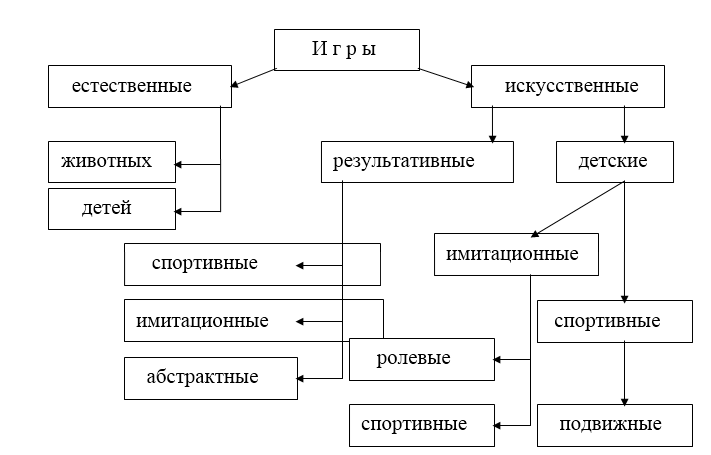 И г р ы
естественные
искусственные
животных
результативные
детские
детей
спортивные
имитационные
имитационные
спортивные
ролевые
абстрактные
спортивные
подвижные